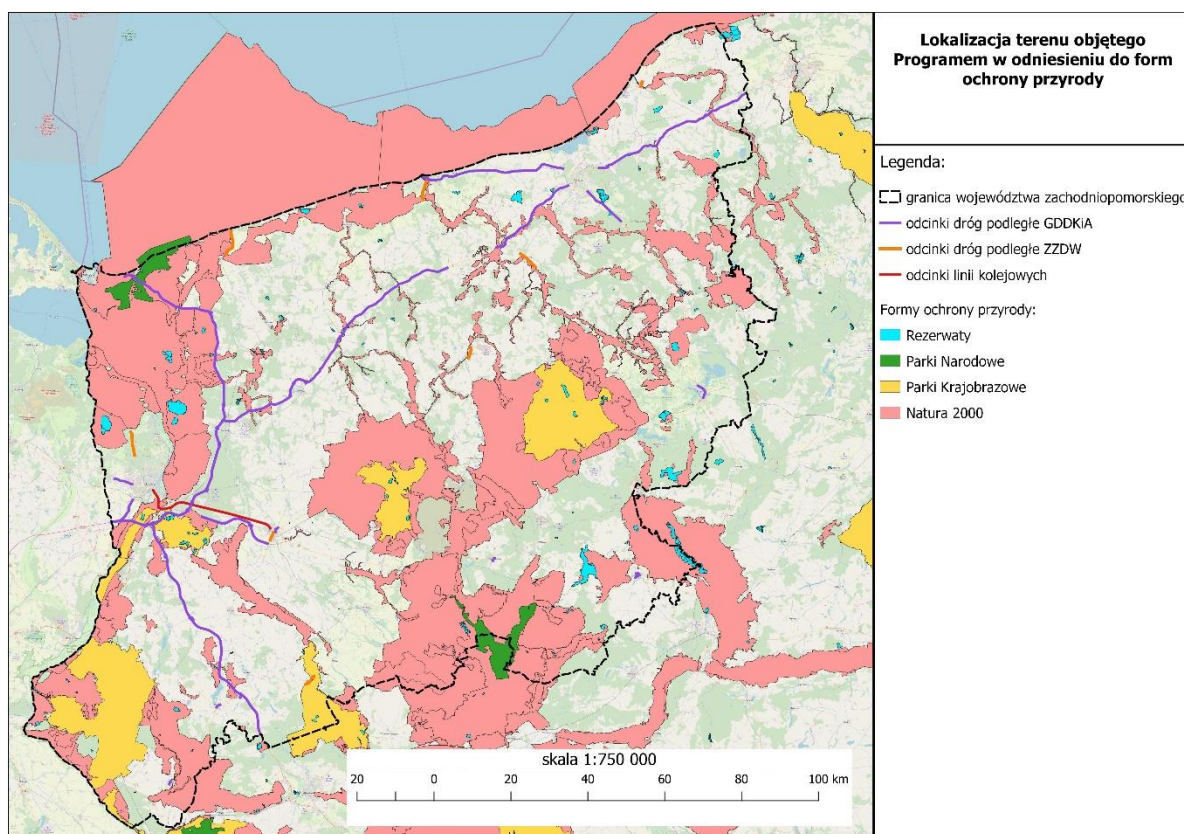 Lokalizacja terenu objętego
Programem w odniesieniu do form
ochrony przyrody
Legenda:
granica województwa zachodniopomorskiego
odcinki dróg podległe GDDKiA
odcinki dróg podległe ZZDW
odcinki linii kolejowych
Formy ochrony przyrody:
Rezerwaty
Parki Narodowe
Parki Krajobrazowe
Natura 2000
skala 1:750 000
20 0 20 40 60 80 100 km